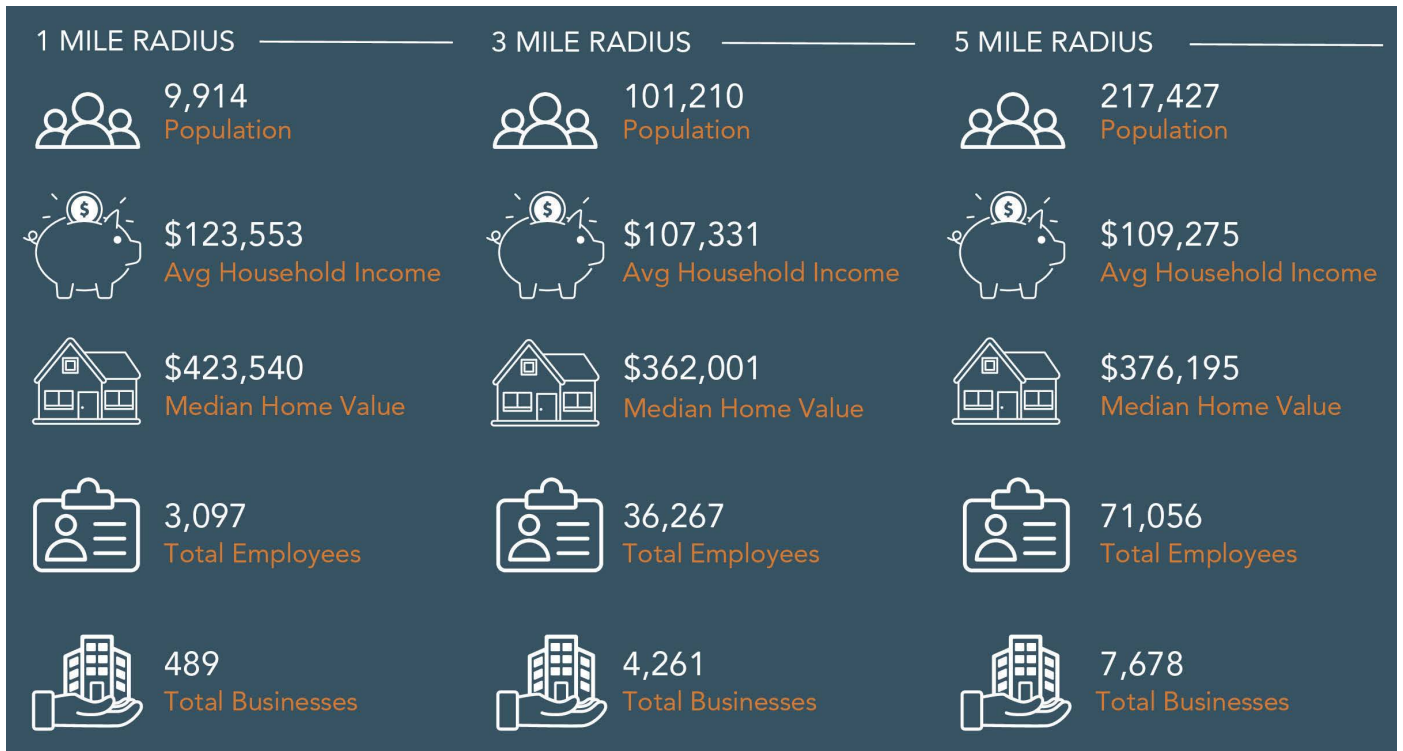 1 MILE RADIUS
9,914
Population
$123,553
Avg Household Income
$423,540
Median Home Value
3,097
Total Employees
489
Total Businesses
3 MILE RADIUS
101,210
Population
$107,331
Avg Household Income
$362,001
Median Home Value
36,267
Total Employees
4,261
Total Businesses
5 MILE RADIUS
217,427
Population
$109,275
Avg Household Income
$376,195
Median Home Value
71,056
Total Employees
7,678
Total Businesses